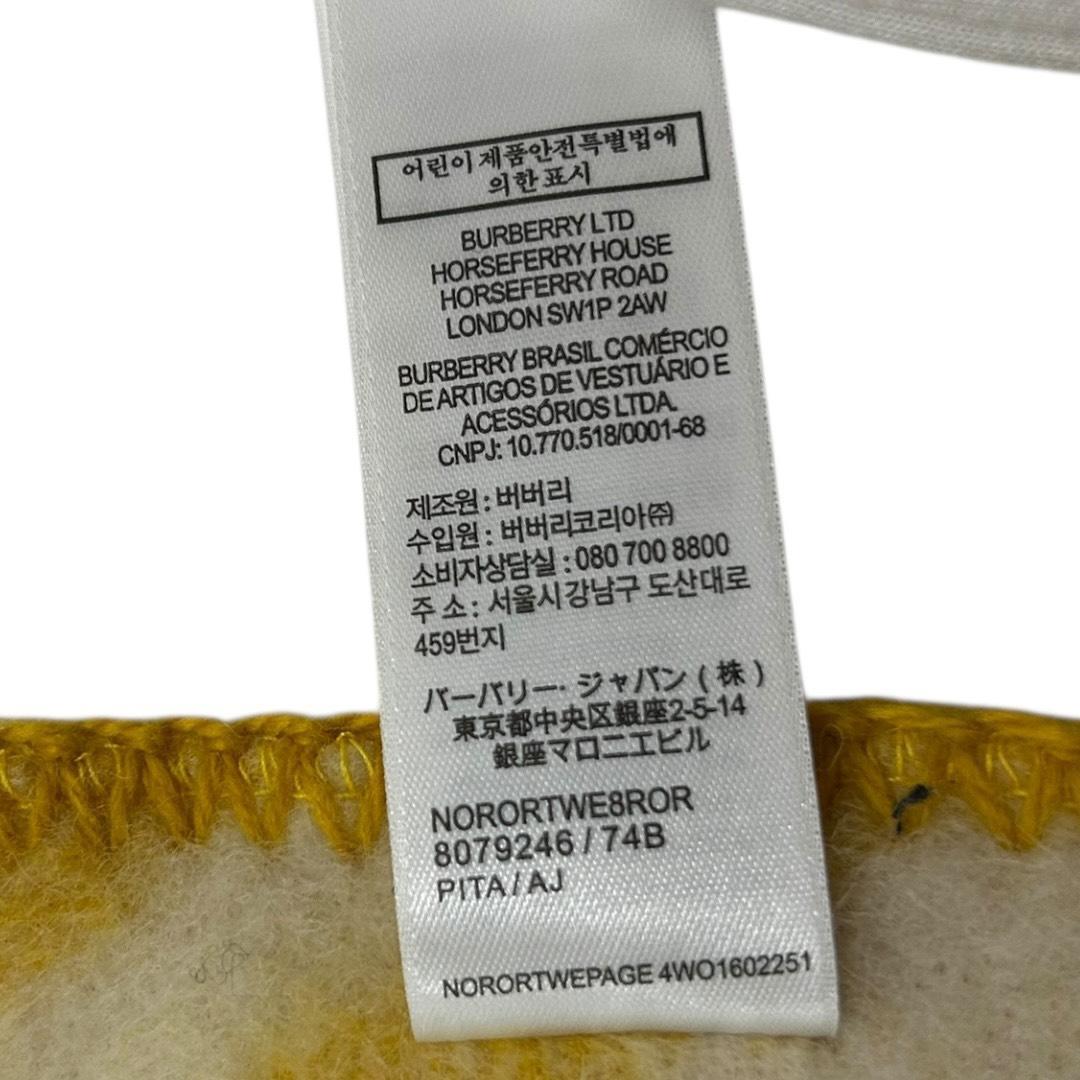 어린이제품안전특별법에
의한표시
BURBERRY LTD
HORSEFERRY HOUSE
HORSEFERRY ROAD
LONDON SW1P 2AW
BURBERRY BRASIL COMÉRCIO
DE ARTIGOS DE VESTUÁRIO E
ACESSÓRIOS LTDA.
CNPJ: 10.770.518/0001-68
제조원 : 버버리
수입원 : 버버리코리아㈜
소비자상담실 : 080 700 8800
주 소 : 서울시강남구 도산대로
459번지
バーバリー· ジャパン ( 株 )
東京都中央区銀座2-5-14
銀座マロニエビル
NORORTWE8ROR
8079246 / 74B
PITA / AJ
NORORTWEPAGE 4WO1602251